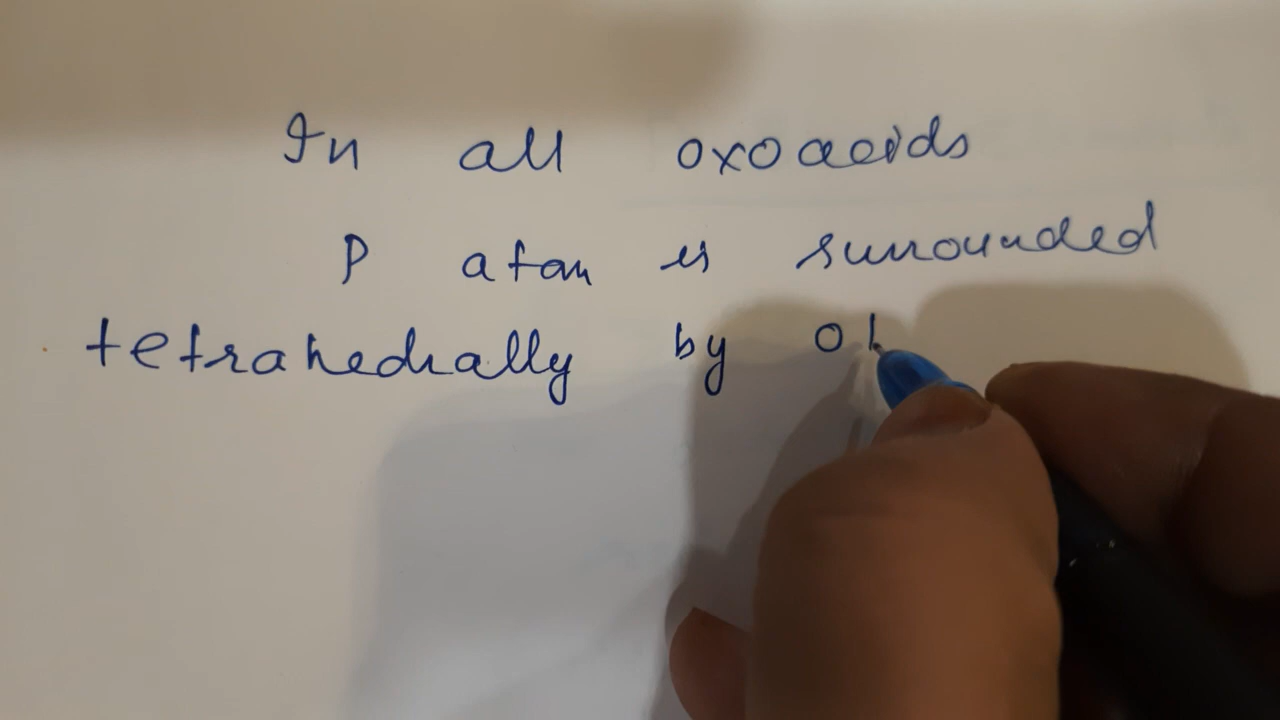 In all oxoacids
P atom is surrounded
tetrahedrally by O